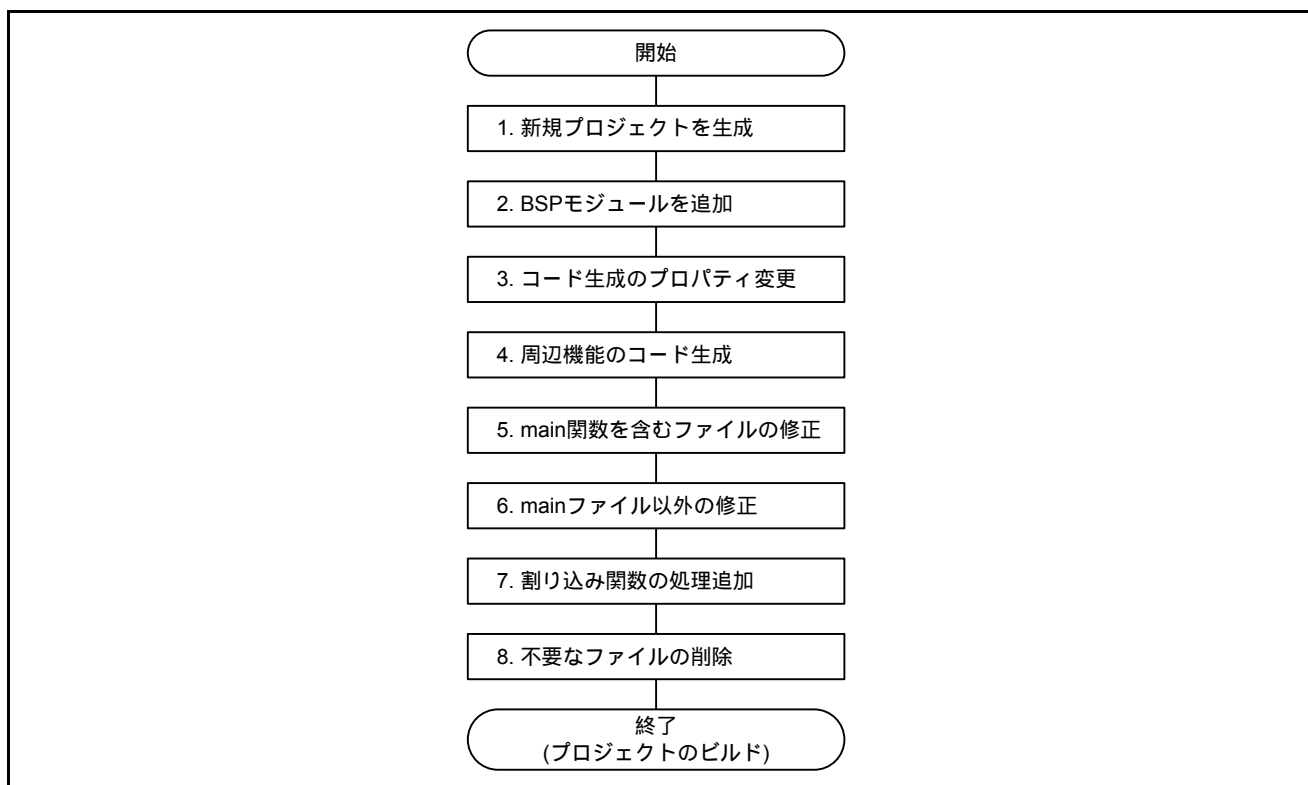 開始
1. 新規プロジェクトを生成
2. BSPモジュールを追加
3. コード生成のプロパティ変更
4. 周辺機能のコード生成
5. main関数を含むファイルの修正
6. mainファイル以外の修正
7. 割り込み関数の処理追加
8. 不要なファイルの削除
終了
(プロジェクトのビルド)